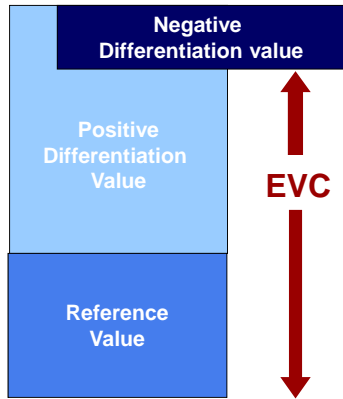 Negative
Differentiation value
Positive
Differentiation
Value
EVC
Reference
Value